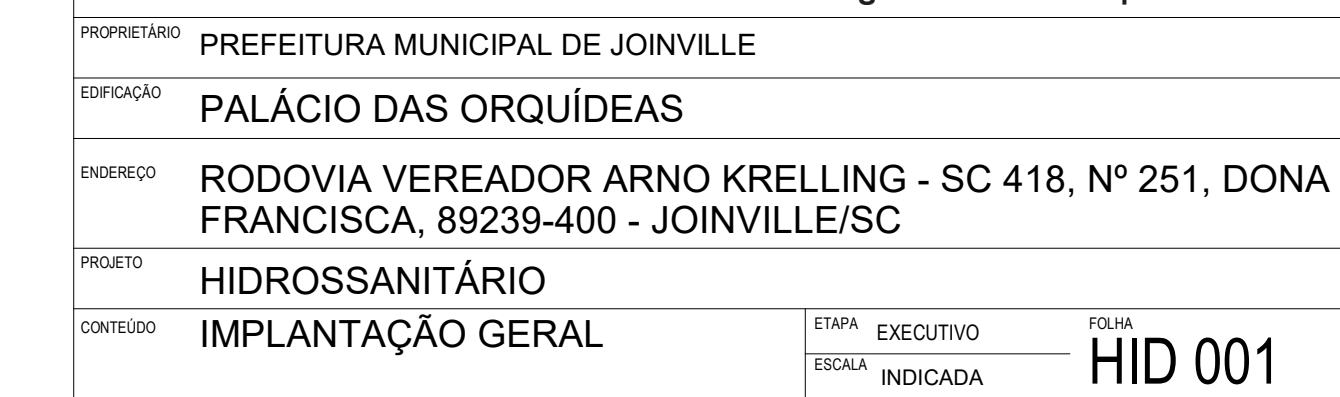 PROPRIETÁRIO PREFEITURA MUNICIPAL DE JOINVILLE
EDIFICAÇÃO PALÁCIO DAS ORQUÍDEAS
ENDEREÇO RODOVIA VEREADOR ARNO KRELLING - SC 418, Nº 251, DONA
FRANCISCA, 89239-400 - JOINVILLE/SC
PROJETO HIDROSSANITÁRIO
CONTEÚDO IMPLANTAÇÃO GERAL
ETAPA EXECUTIVO
ESCALA INDICADA
FOLHA
HID 001